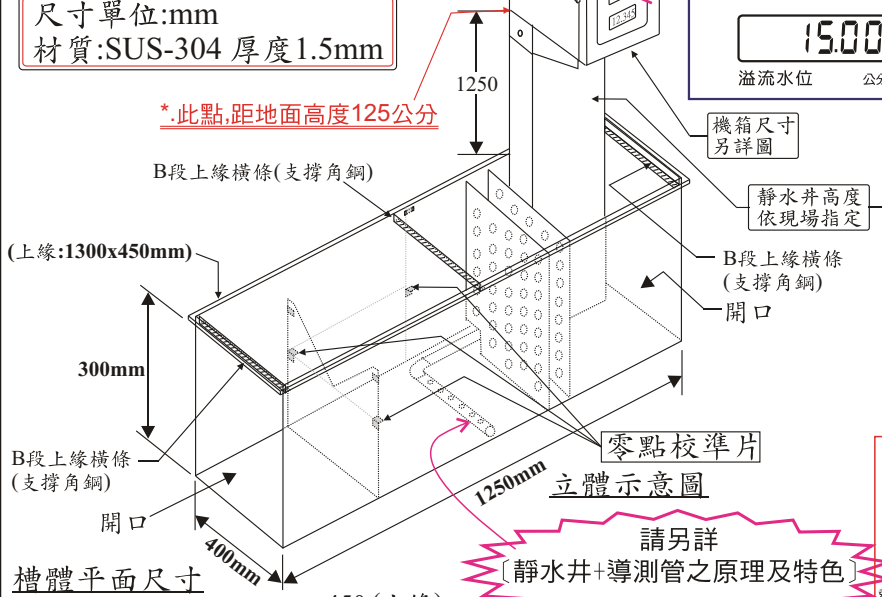 尺寸單位:mm
材質:SUS-304 厚度1.5mm
*.此點,距地面高度125公分
1250
12.345
15.00
溢流水位
機箱尺寸
另詳圖
B段上緣橫條(支撐角鋼)
靜水井高度
依現場指定
(上緣:1300x450mm)
B段上緣橫條
(支撐角鋼)
開口
300mm
零點校準片
B段上緣橫條
(支撐角鋼)
1250mm
立體示意圖
開口
400mm
請另詳
〔靜水井+導測管之原理及特色〕
槽體平面尺寸